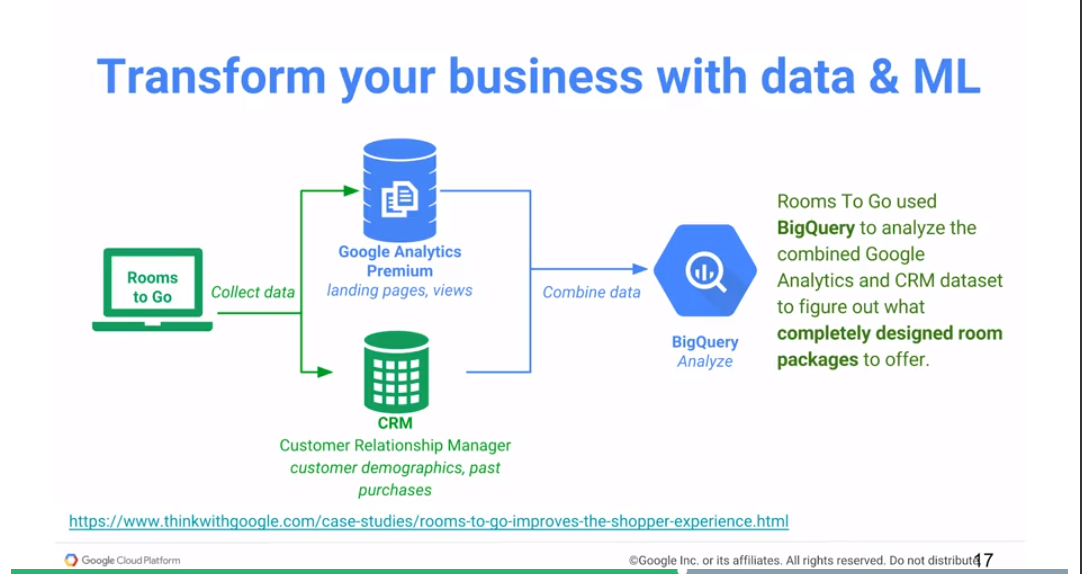 Transform your business with data & ML
Rooms
to Go
Collect data
Google Analytics
Premium
landing pages, views
CRM
Customer Relationship Manager
customer demographics, past
purchases
Combine data
BigQuery
Analyze
Rooms To Go used
BigQuery to analyze the
combined Google
Analytics and CRM dataset
to figure out what
completely designed room
packages to offer.
https://www.thinkwithgoogle.com/case-studies/rooms-to-go-improves-the-shopper-experience.html
Google Cloud Platform
©Google Inc. or its affiliates. All rights reserved. Do not distribute
17